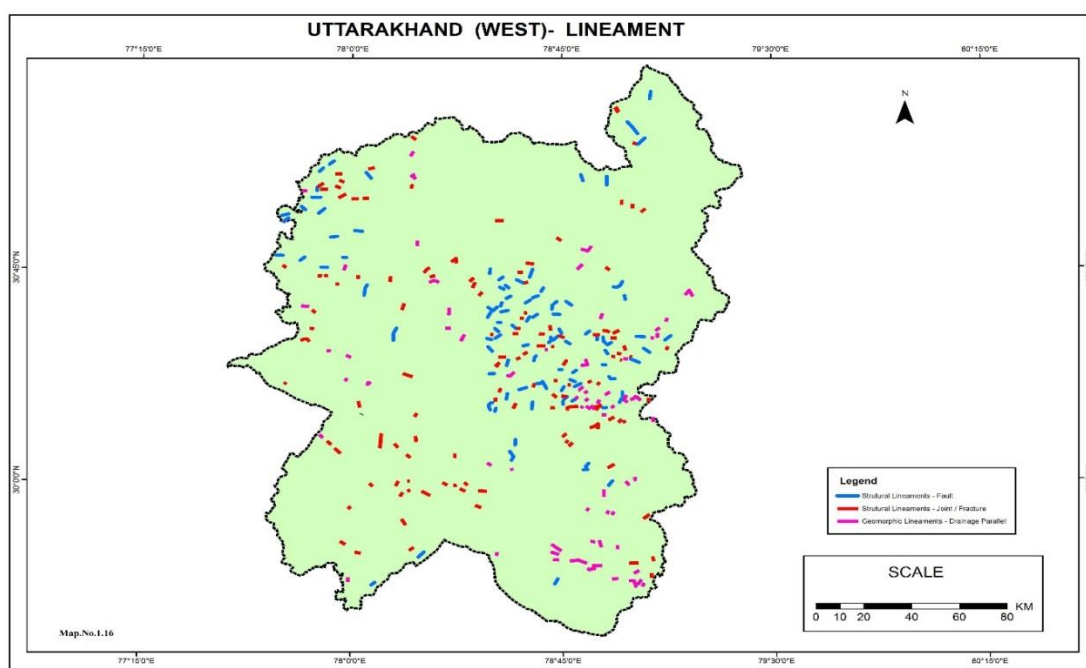 UTTARAKHAND (WEST)- LINEAMENT
77°15'0"E 78°0'0"E 78°45'0"E 79°30'0"E 80°15'0"E
N
30°45'0"N
30°0'0"N
Legend
Strutural Lineaments - Fault
Strutural Lineaments - Joint / Fracture
Geomorphic Lineaments - Drainage Parallel
SCALE
0 10 20 40 60 80 KM
Map.No.1.16
77°15'0"E 78°0'0"E 78°45'0"E 79°30'0"E 80°15'0"E